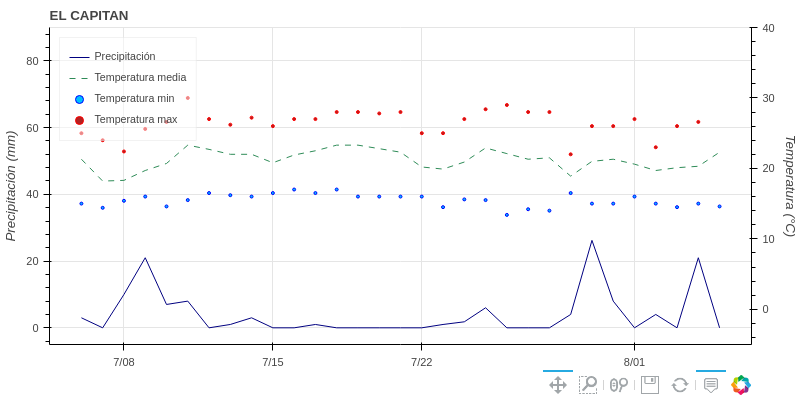 EL CAPITAN
Precipitación
Temperatura media
Temperatura min
Temperatura max
Precipitación (mm)
80
60
40
20
0
40
30
20
10
0
Temperatura (°C)
7/08
7/15
7/22
8/01